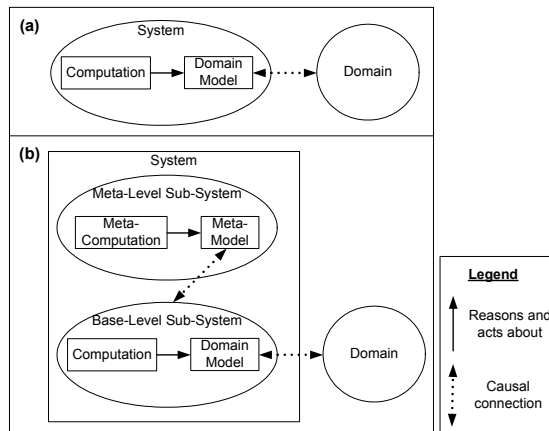 (a)
System
Computation
Domain
Model
Domain
(b)
System
Meta-Level Sub-System
Meta-
Computation
Meta-
Model
Base-Level Sub-System
Computation
Domain
Model
Domain
Legend
Reasons and
acts about
Causal
connection